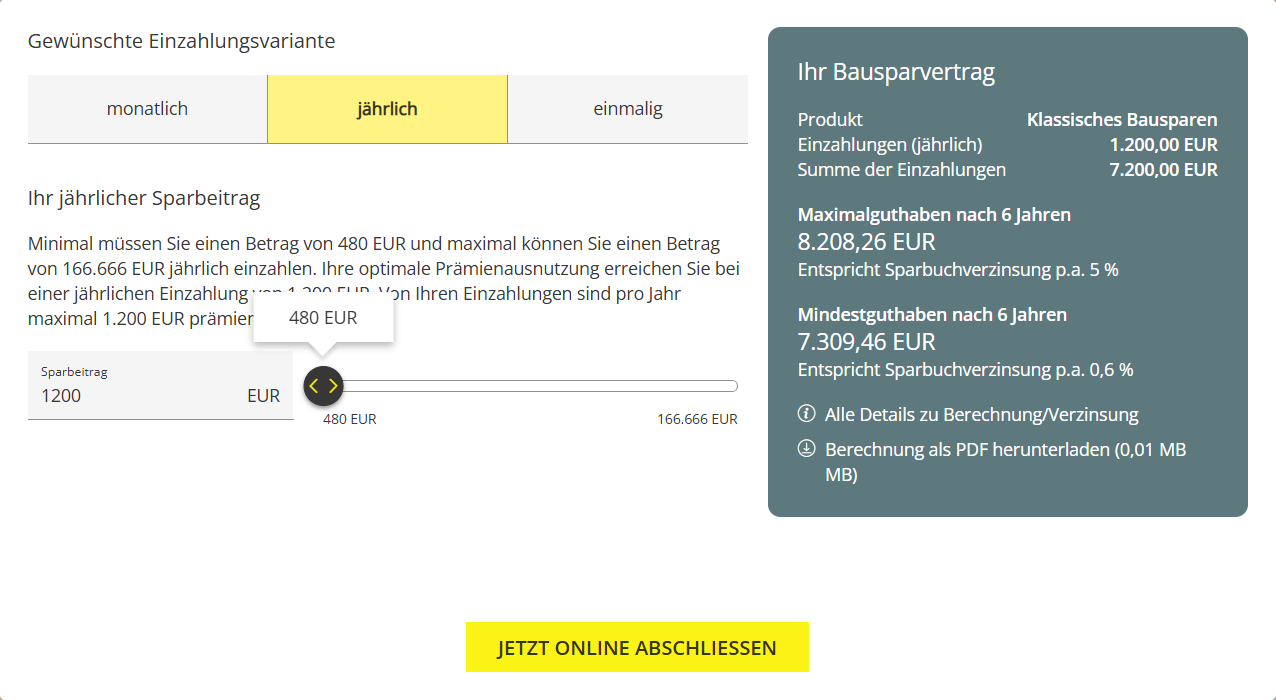 Gewünschte Einzahlungsvariante
monatlich
jährlich
einmalig
Ihr jährlicher Sparbeitrag
Minimal müssen Sie einen Betrag von 480 EUR und maximal können Sie einen Betrag
von 166.666 EUR jährlich einzahlen. Ihre optimale Prämienausnutzung erreichen Sie bei
einer jährlichen Einzahlung von 1.200 EUR. Von Ihren Einzahlungen sind pro Jahr
maximal 1.200 EUR
480 EUR
Sparbeitrag
1200 EUR
480 EUR 166.666 EUR
Ihr Bausparvertrag
Produkt Klassisches Bausparen
Einzahlungen (jährlich) 1.200,00 EUR
Summe der Einzahlungen 7.200,00 EUR
Maximalguthaben nach 6 Jahren
8.208,26 EUR
Entspricht Sparbuchverzinsung p.a. 5 %
Mindestguthaben nach 6 Jahren
7.309,46 EUR
Entspricht Sparbuchverzinsung p.a. 0,6 %
Alle Details zu Berechnung/Verzinsung
Berechnung als PDF herunterladen (0,01 MB
MB)
JETZT ONLINE ABSCHLIESSEN